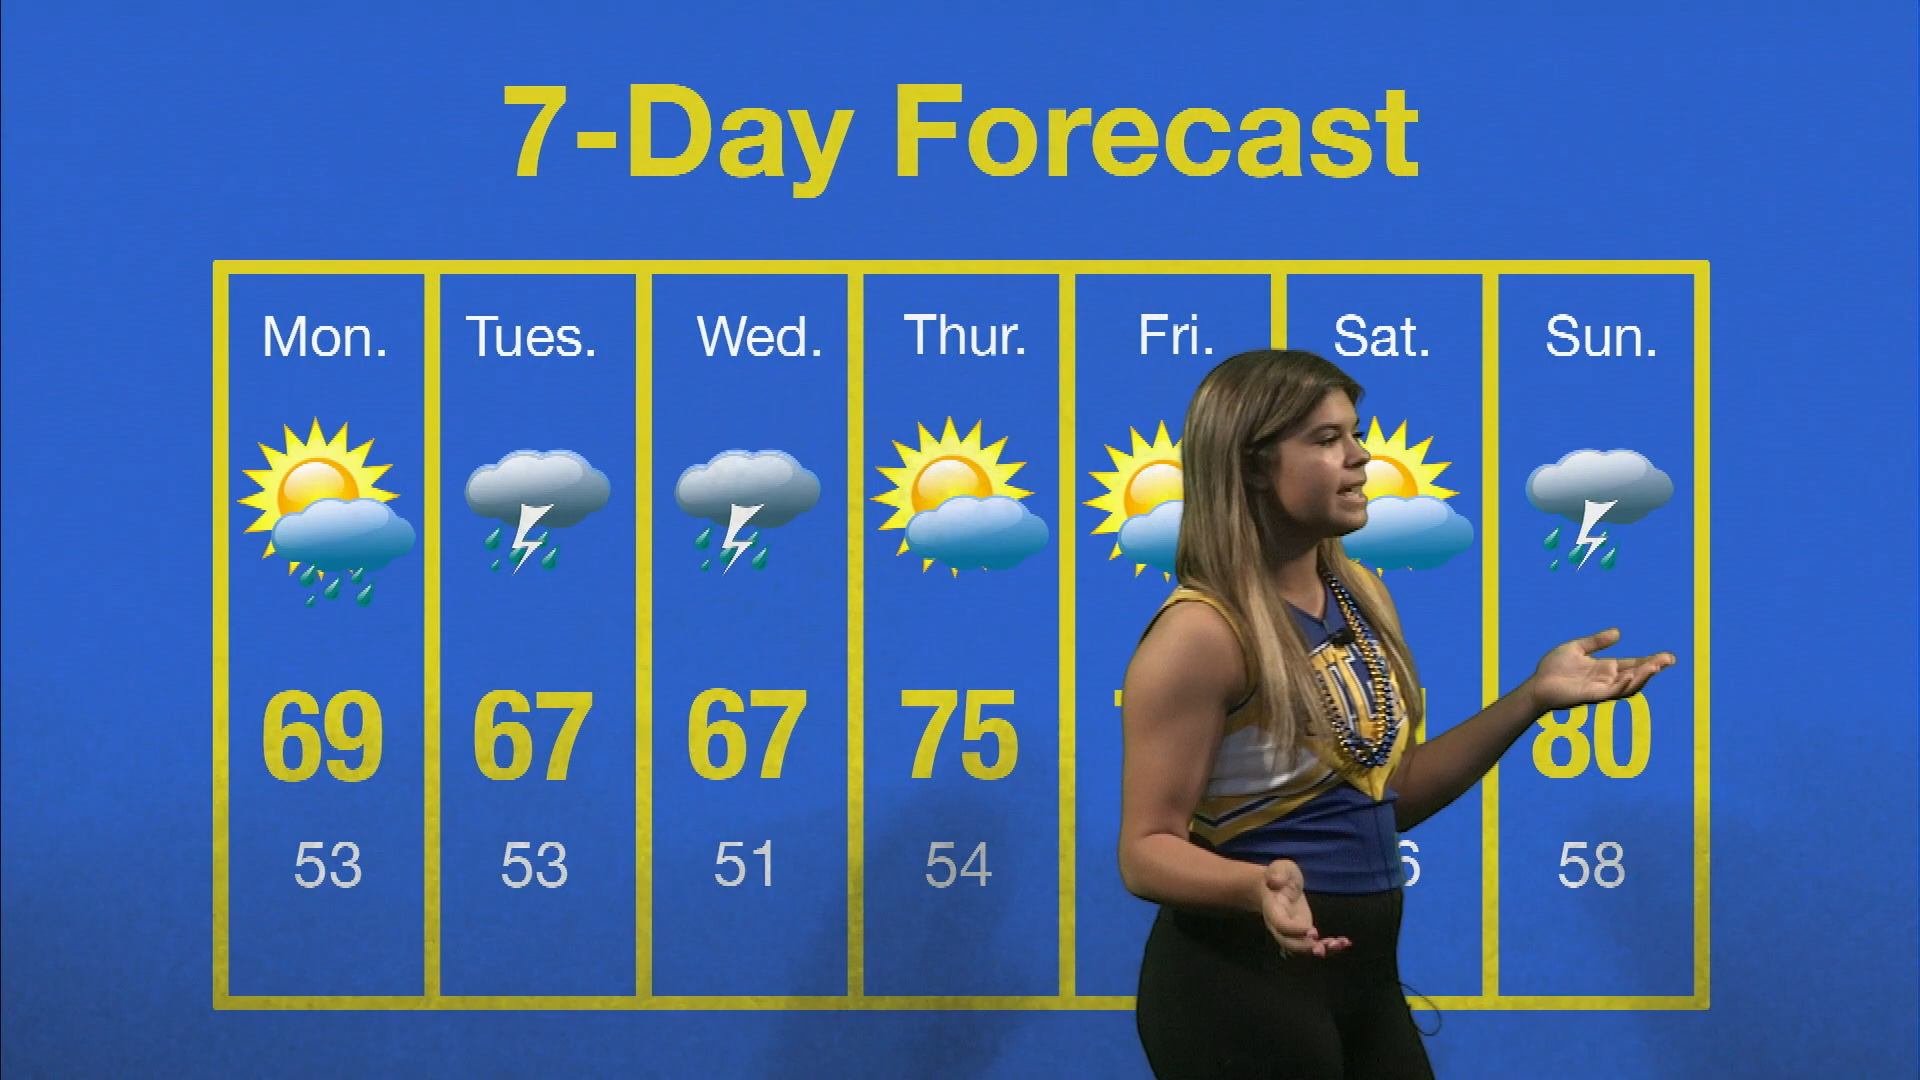 7-Day Forecast
Mon. Tues. Wed. Thur. Fri. Sat. Sun.
69 67 67 75 80
53 53 51 54 6 58